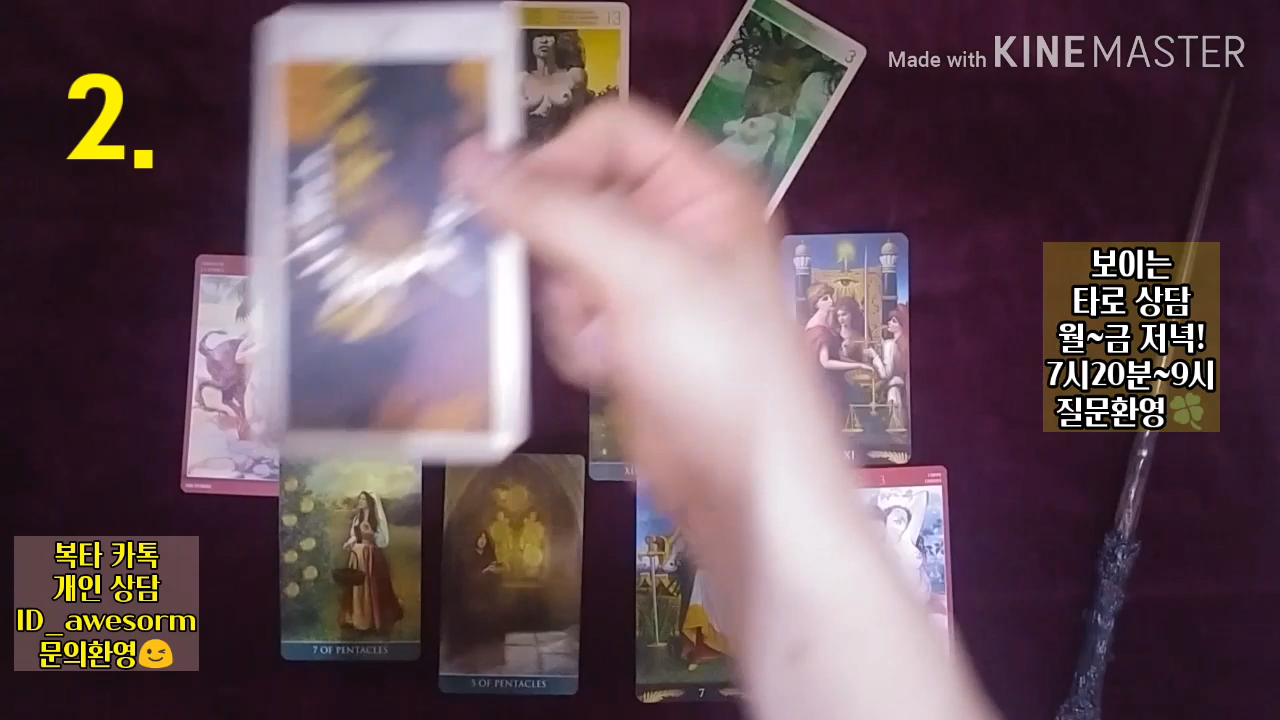 2.
13
3
Made with KINEMASTER
보이는
타로 상담
월~금 저녁!
7시20분~9시
질문환영🍀
XI
3
복타 카톡
개인 상담
ID_awesorm
문의환영😉
7 OF PENTACLES
5 OF PENTACLES
7